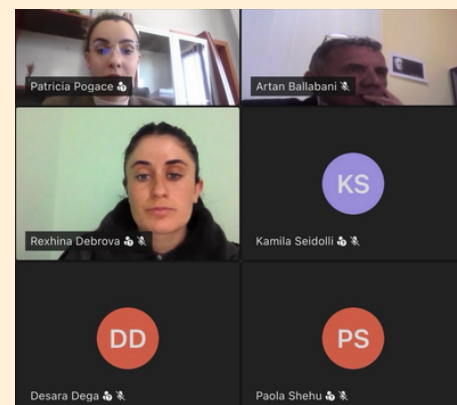 Patricia Pogace
Artan Ballabani
Rexhina Debrova
KS
Kamila Seidolli
DD
Desara Dega
PS
Paola Shehu